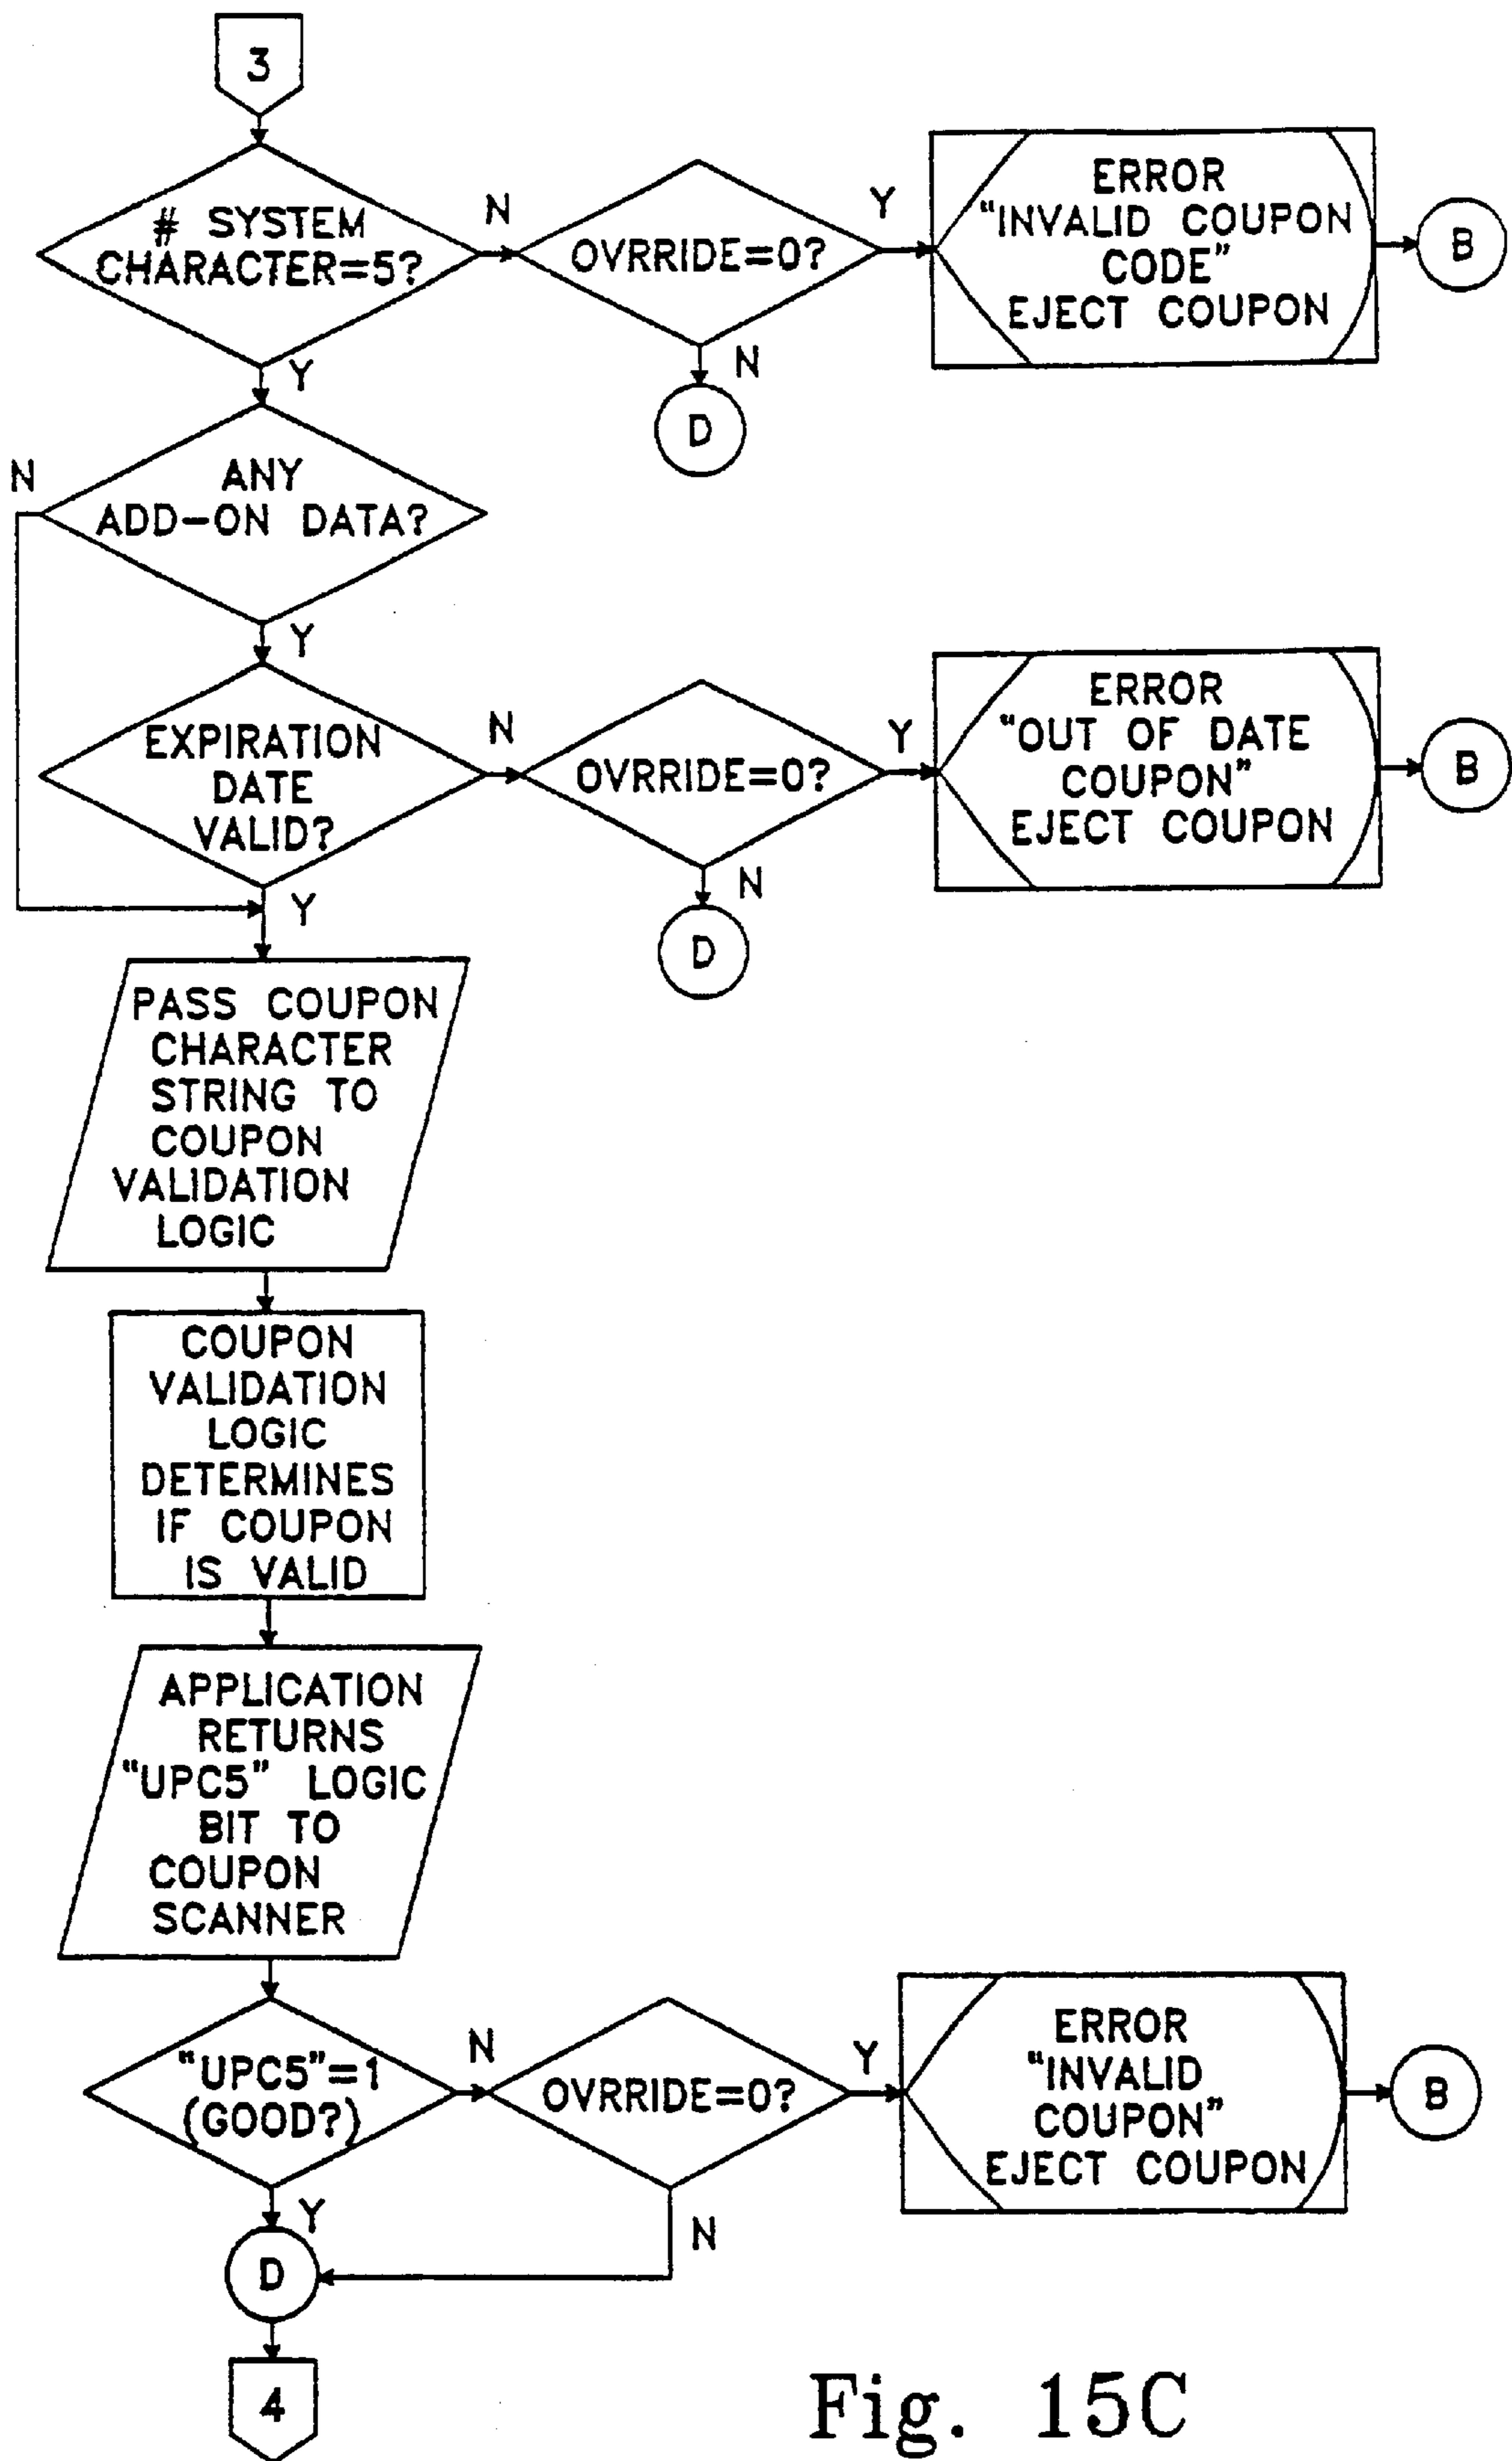 3
# SYSTEM
CHARACTER=5?
Y
N
OVRRIDE=0?
Y
N
D
ERROR
“INVALID COUPON
CODE”
EJECT COUPON
B
ANY
ADD-ON DATA?
N
Y
EXPIRATION
DATE
VALID?
Y
N
OVRRIDE=0?
Y
N
D
ERROR
“OUT OF DATE
COUPON”
EJECT COUPON
B
PASS COUPON
CHARACTER
STRING TO
COUPON
VALIDATION
LOGIC
COUPON
VALIDATION
LOGIC
DETERMINES
IF COUPON
IS VALID
APPLICATION
RETURNS
“UPC5” LOGIC
BIT TO
COUPON
SCANNER
“UPC5”=1
(GOOD?)
Y
N
OVRRIDE=0?
Y
N
ERROR
“INVALID
COUPON”
EJECT COUPON
B
D
4
Fig. 15C